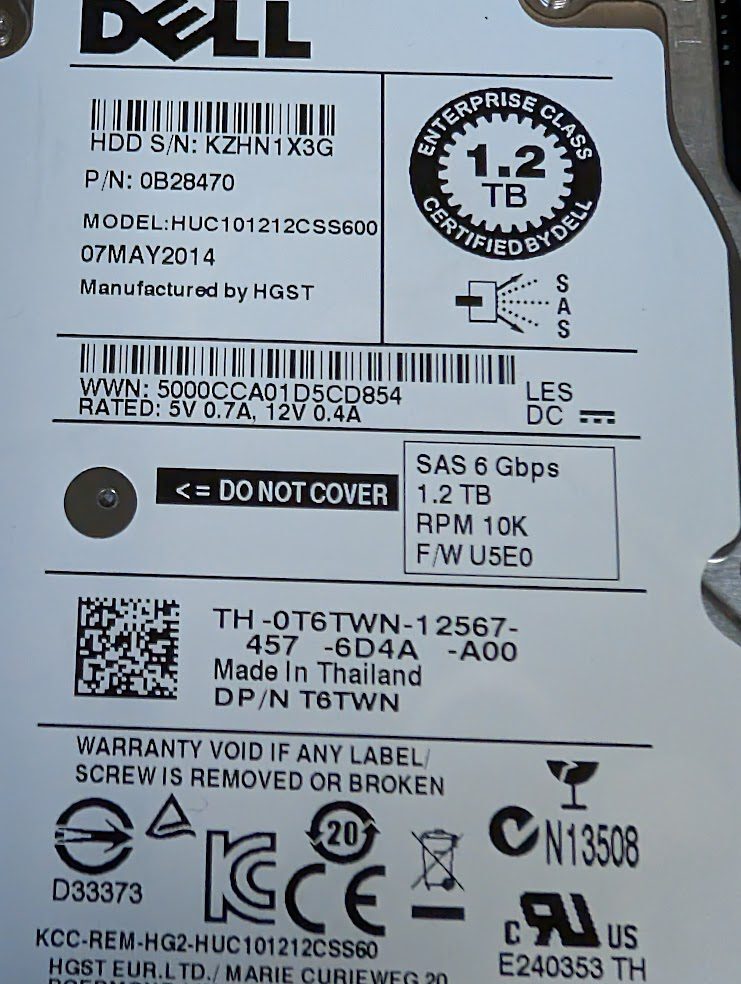 DELL
HDD S/N: KZHN1X3G
P/N: 0B28470
MODEL:HUC101212CSS600
07MAY2014
Manufactured by HGST
ENTERPRISE CLASS
1.2
TB
CERTIFIED BY DELL
SAS
WWN: 5000CCA01D5CD854
RATED: 5V 0.7A, 12V 0.4A
LES
DC
<= DO NOT COVER
SAS 6 Gbps
1.2 TB
RPM 10K
F/W U5E0
TH -0T6TWN-12567-
457 -6D4A -A00
Made In Thailand
DP/N T6TWN
WARRANTY VOID IF ANY LABEL/
SCREW IS REMOVED OR BROKEN
D33373
20
KC
CE
N13508
KCC-REM-HG2-HUC101212CSS60
C RU US
E240353 TH
HGST EUR.LTD./ MARIE CURIEWEG 20